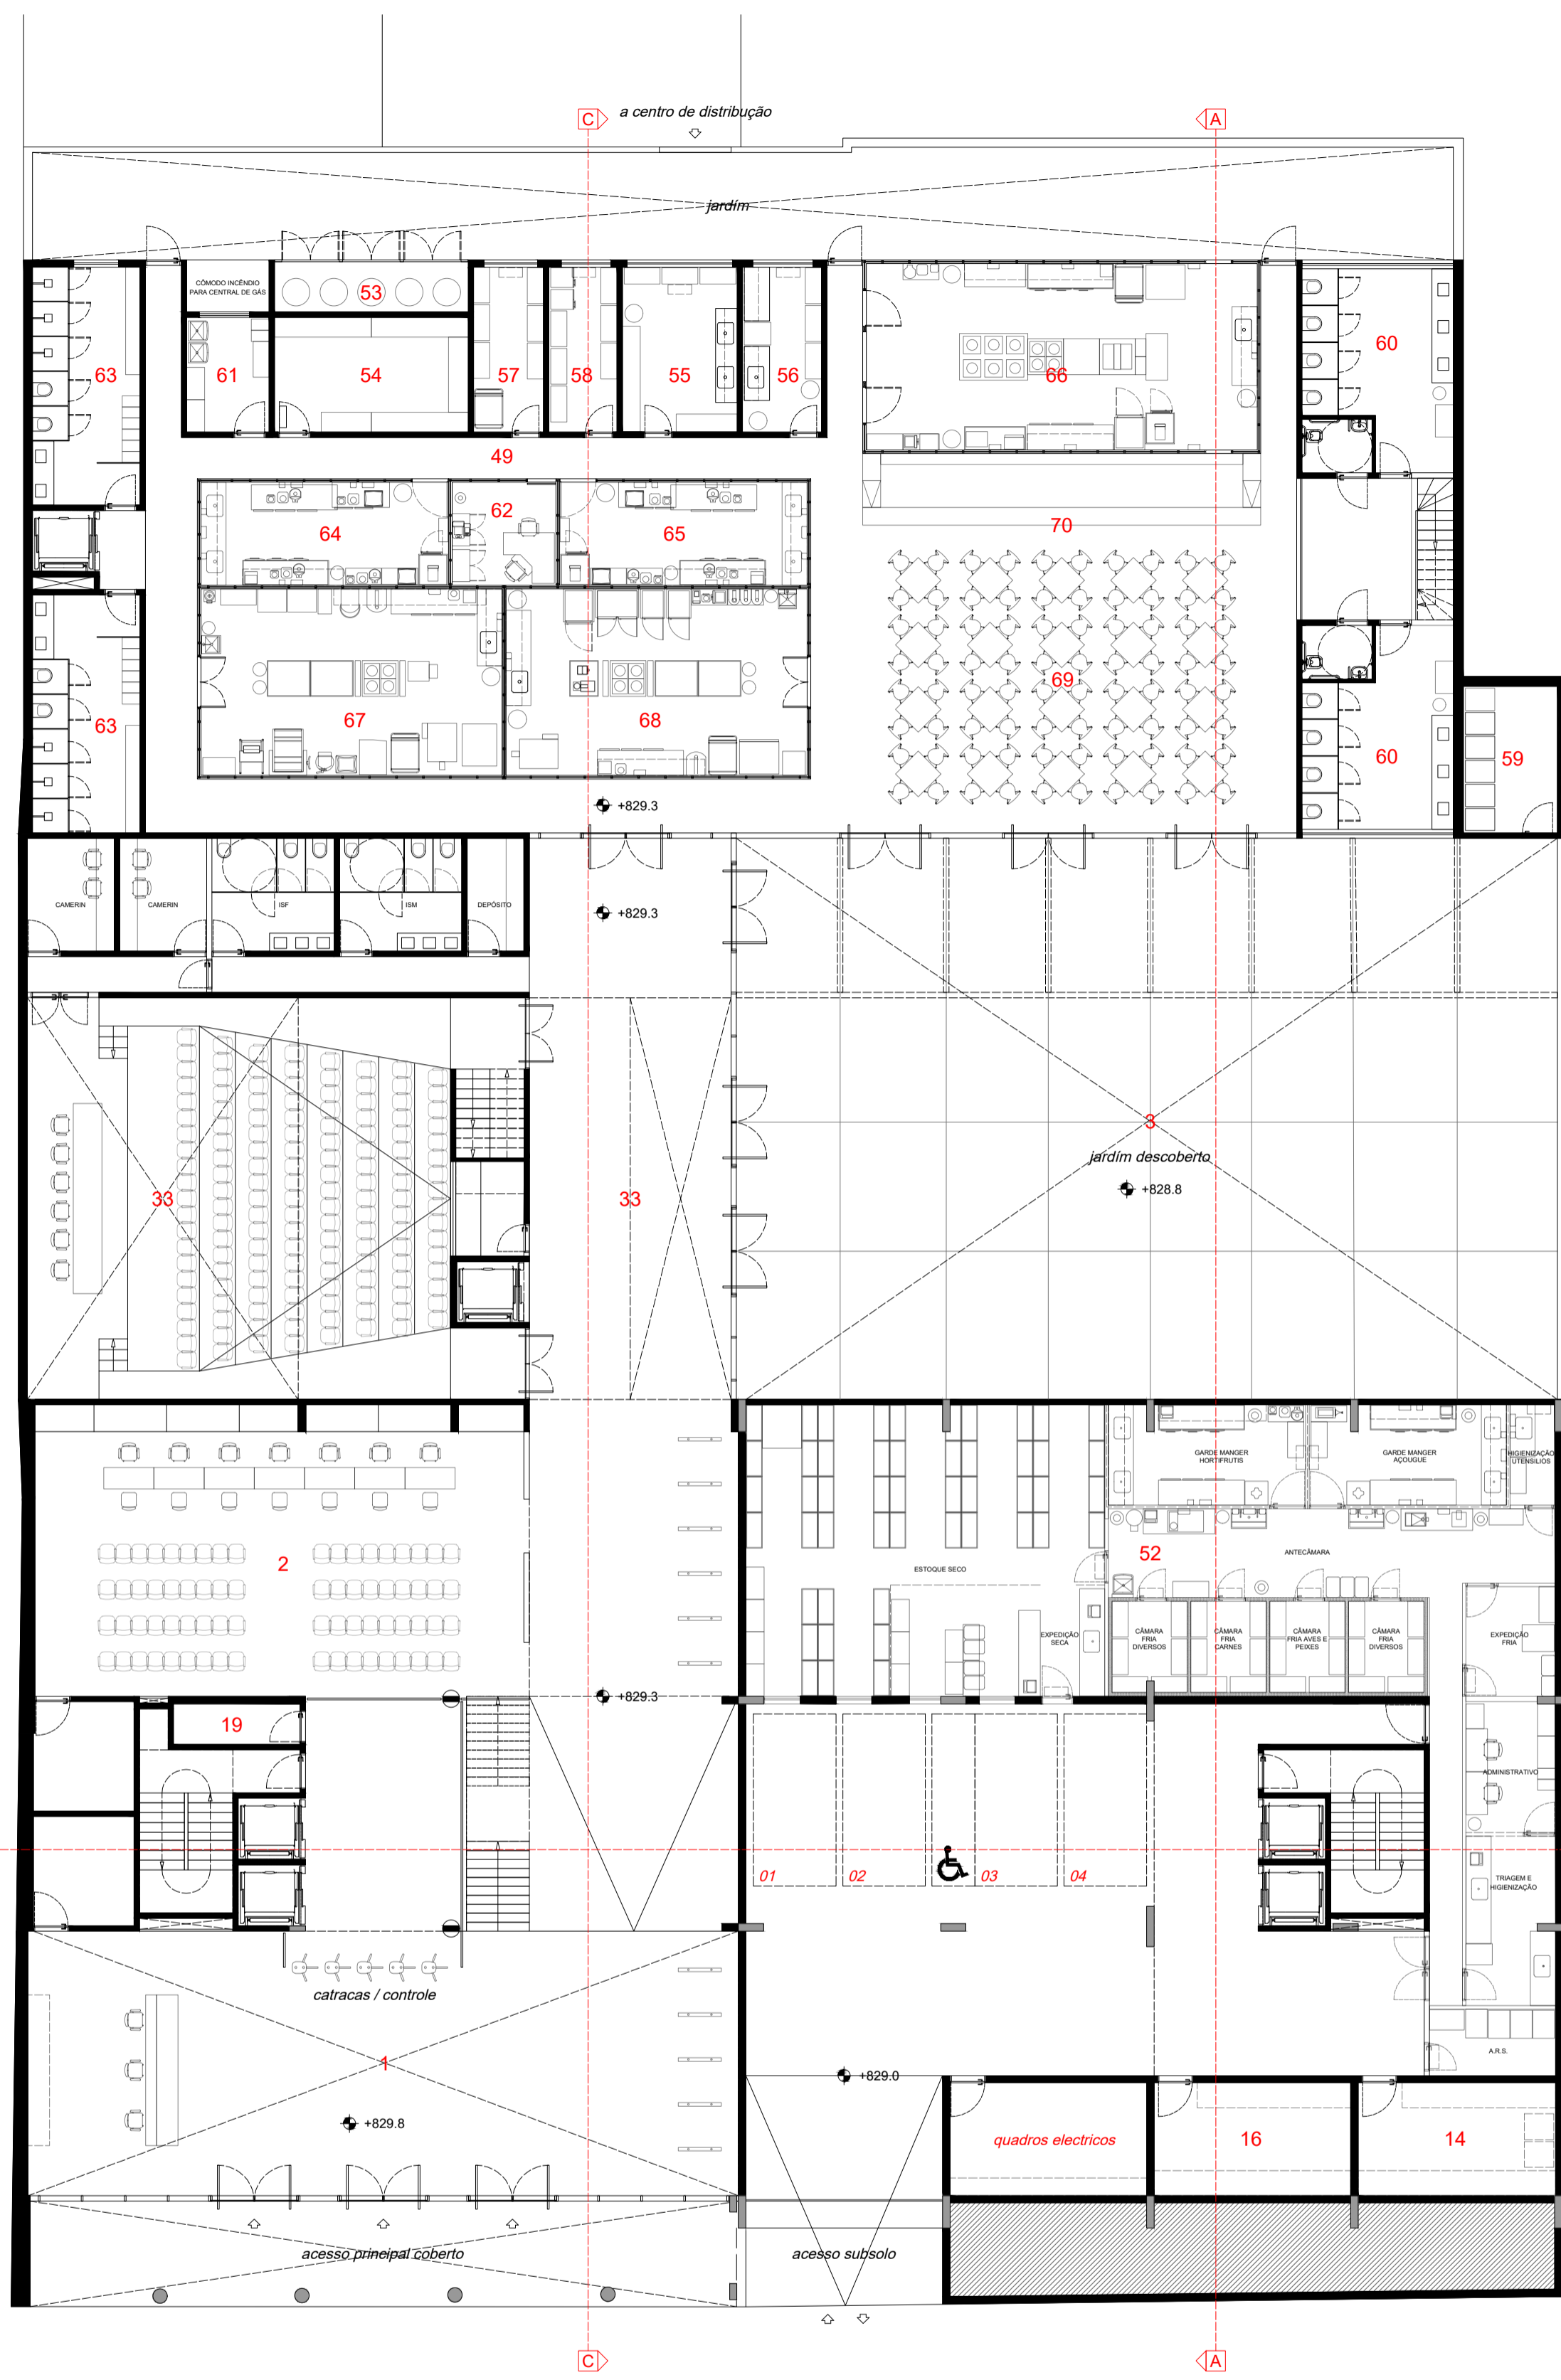 C
a centro de distribução
A
jardím
CÔMODO INCÊNDIO
PARA CENTRAL DE GÁS
53
63
61
54
57
58
55
56
66
60
49
62
64
65
70
67
68
69
63
60
59
+829.3
CAMERIN
CAMERIN
ISF
ISM
DEPÓSITO
+829.3
3
jardím descoberto
+828.8
33
33
GARDE MANGER
HORTIFRUTIS
GARDE MANGER
AÇOUGUE
HIGIENIZAÇÃO
UTENSILIOS
2
52
ANTECÂMARA
ESTOQUE SECO
EXPEDIÇÃO
SECA
CÂMARA
FRIA
DIVERSOS
CÂMARA
FRIA
CARNES
CÂMARA
FRIA AVES E
PEIXES
CÂMARA
FRIA
DIVERSOS
EXPEDIÇÃO
FRIA
+829.3
19
ADMINISTRATIVO
01
02
03
04
TRIAGEM E
HIGIENIZAÇÃO
catracas / controle
A.R.S.
1
+829.0
+829.8
quadros electricos
16
14
acesso principal coberto
acesso subsolo
C
A